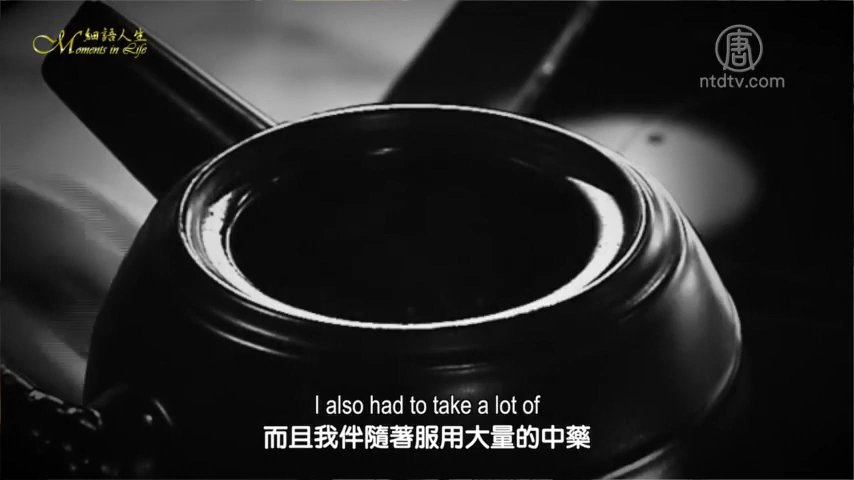 細語人生
Moments in Life
唐
ntdtv.com
I also had to take a lot of
而且我伴隨著服用大量的中藥